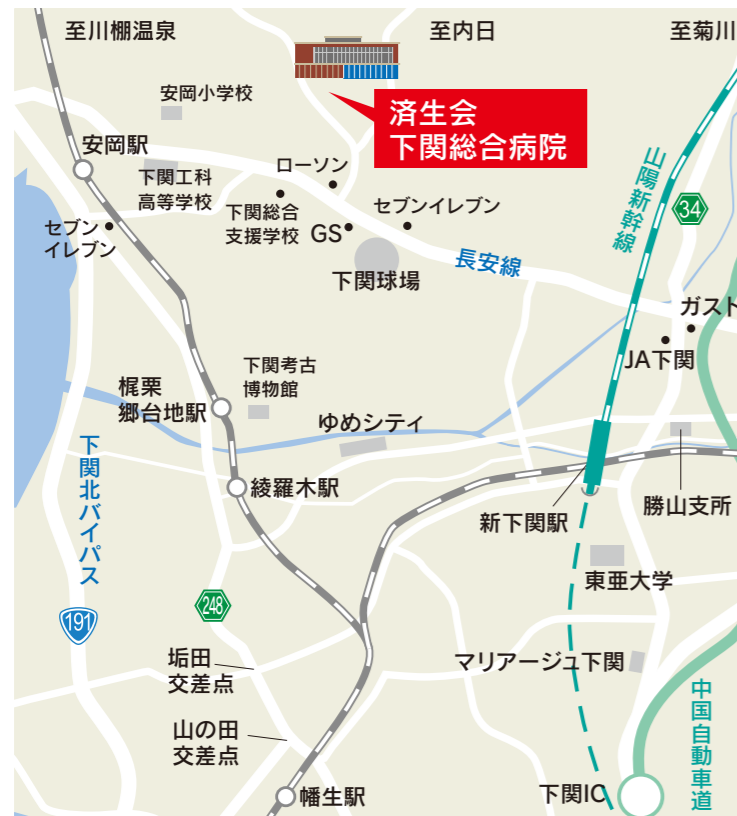 至川棚温泉
至内日
至菊川
安岡小学校
済生会
下関総合病院
安岡駅
ローソン
下関工科
高等学校
下関総合
支援学校
セブンイレブン
GS
セブン
イレブン
下関球場
長安線
山陽新幹線
34
ガスト
JA下関
下関考古
博物館
梶栗
郷台地駅
ゆめシティ
下関北バイパス
綾羅木駅
新下関駅
勝山支所
東亜大学
248
191
垢田
交差点
マリアージュ下関
中国自動車道
山の田
交差点
幡生駅
下関IC